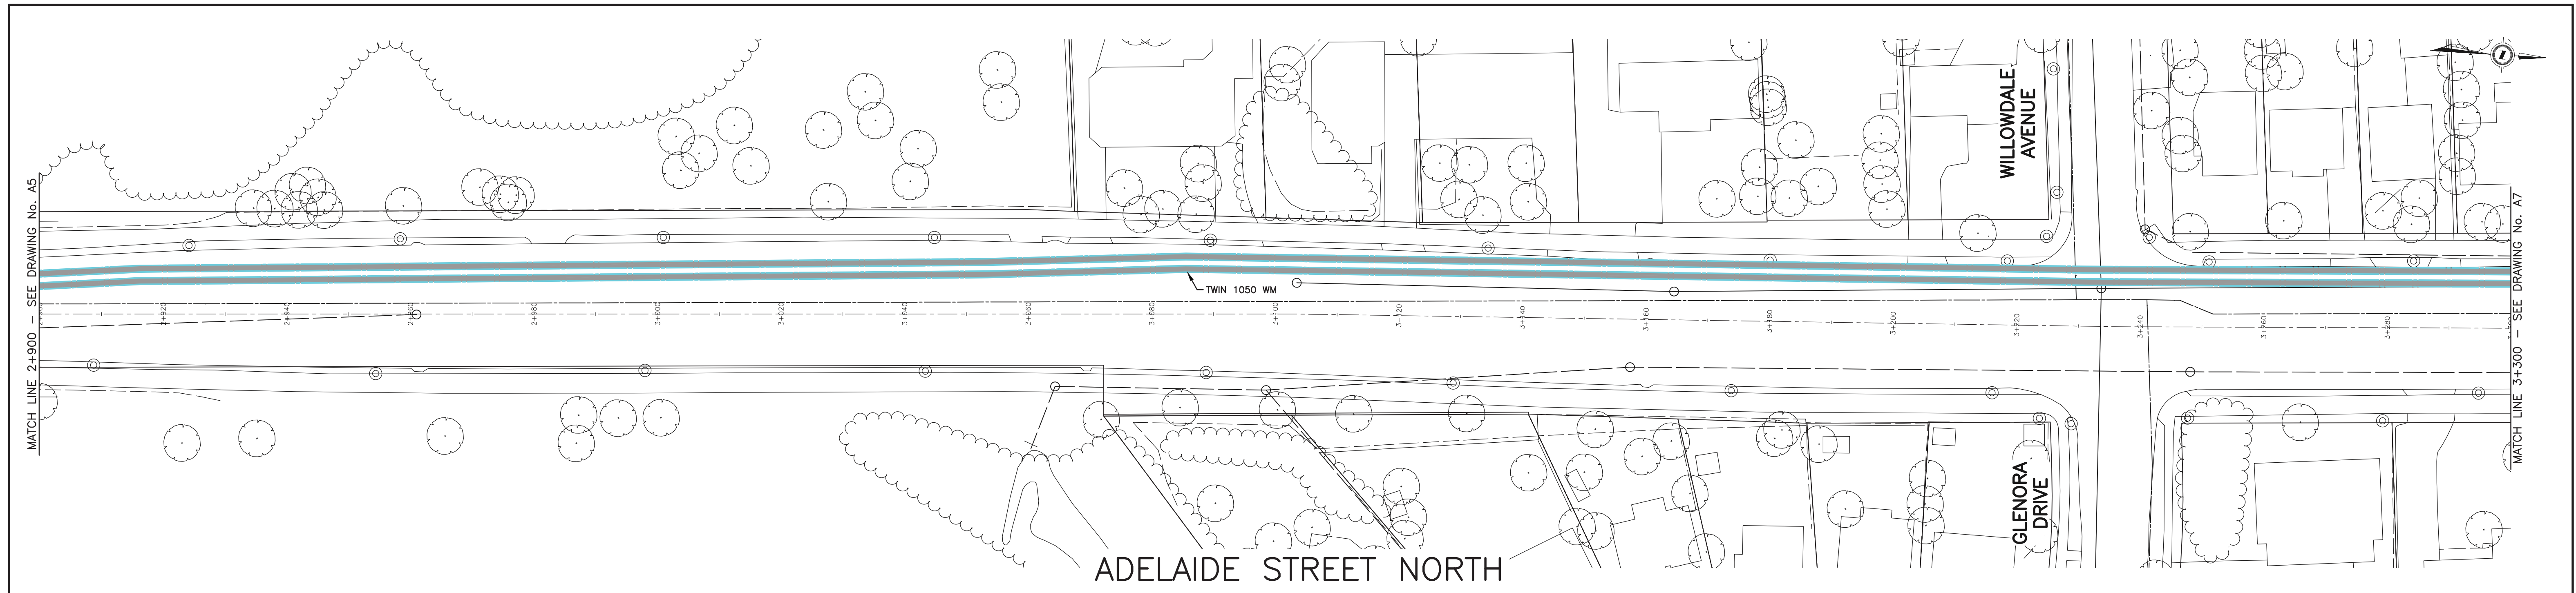 MATCH LINE 2+900 - SEE DRAWING No. A5
WILLOWDALE
AVENUE
TWIN 1050 WM
2+920
2+940
2+960
2+980
3+000
3+020
3+040
3+060
3+080
3+100
3+120
3+140
3+160
3+180
3+200
3+220
3+240
3+260
3+280
MATCH LINE 3+300 - SEE DRAWING No. A7
GLENORA
DRIVE
ADELAIDE STREET NORTH